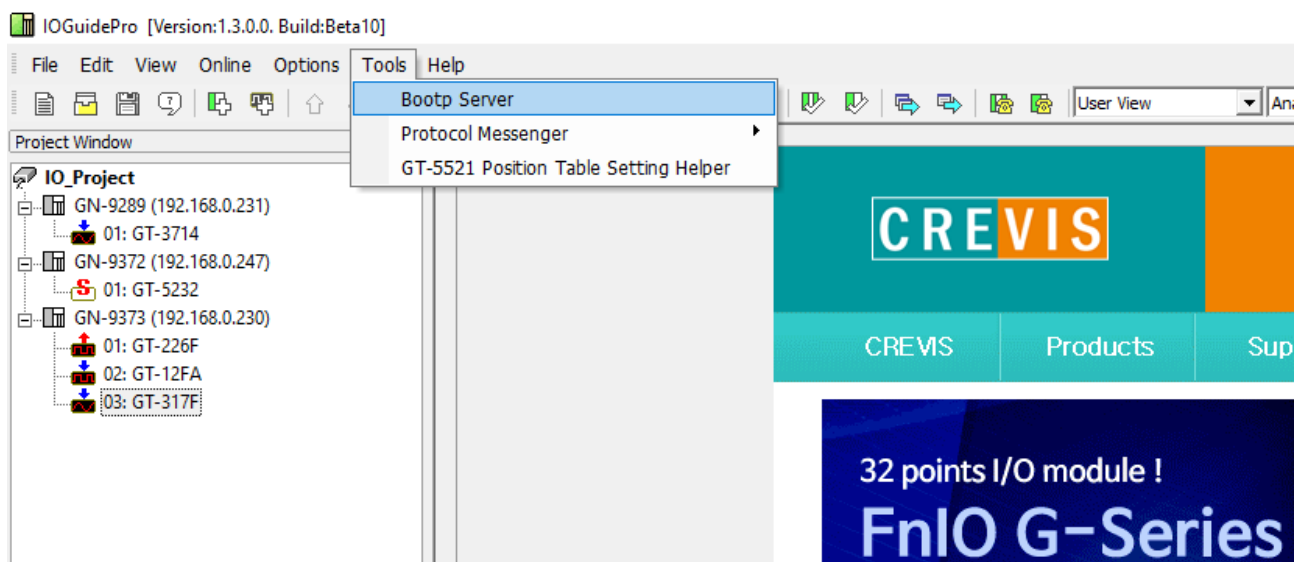 IOGuidePro [Version:1.3.0.0. Build:Beta10]
File Edit View Online Options Tools Help
Bootp Server
User View
Protocol Messenger
Project Window
GT-5521 Position Table Setting Helper
IO_Project
GN-9289 (192.168.0.231)
01: GT-3714
GN-9372 (192.168.0.247)
01: GT-5232
GN-9373 (192.168.0.230)
01: GT-226F
02: GT-12FA
03: GT-317F
CREVIS
CREVIS Products
32 points I/O module !
FnIO G-Series